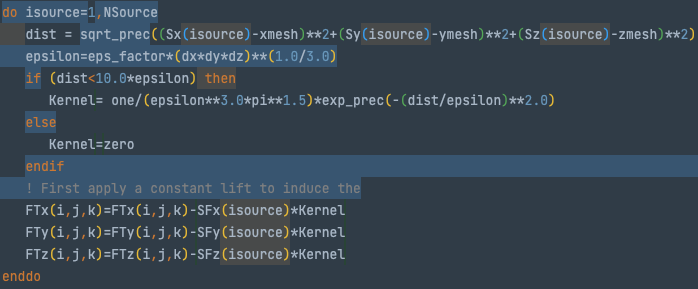 do isource=1,NSource
dist = sqrt_prec((Sx(isource)-xmesh)**2+(Sy(isource)-ymesh)**2+(Sz(isource)-zmesh)**2)
epsilon=eps_factor*(dx*dy*dz)**(1.0/3.0)
if (dist<10.0*epsilon) then
Kernel= one/(epsilon**3.0*pi**1.5)*exp_prec(-(dist/epsilon)**2.0)
else
Kernel=zero
endif
! First apply a constant lift to induce the
FTx(i,j,k)=FTx(i,j,k)-SFx(isource)*Kernel
FTy(i,j,k)=FTy(i,j,k)-SFy(isource)*Kernel
FTz(i,j,k)=FTz(i,j,k)-SFz(isource)*Kernel
enddo